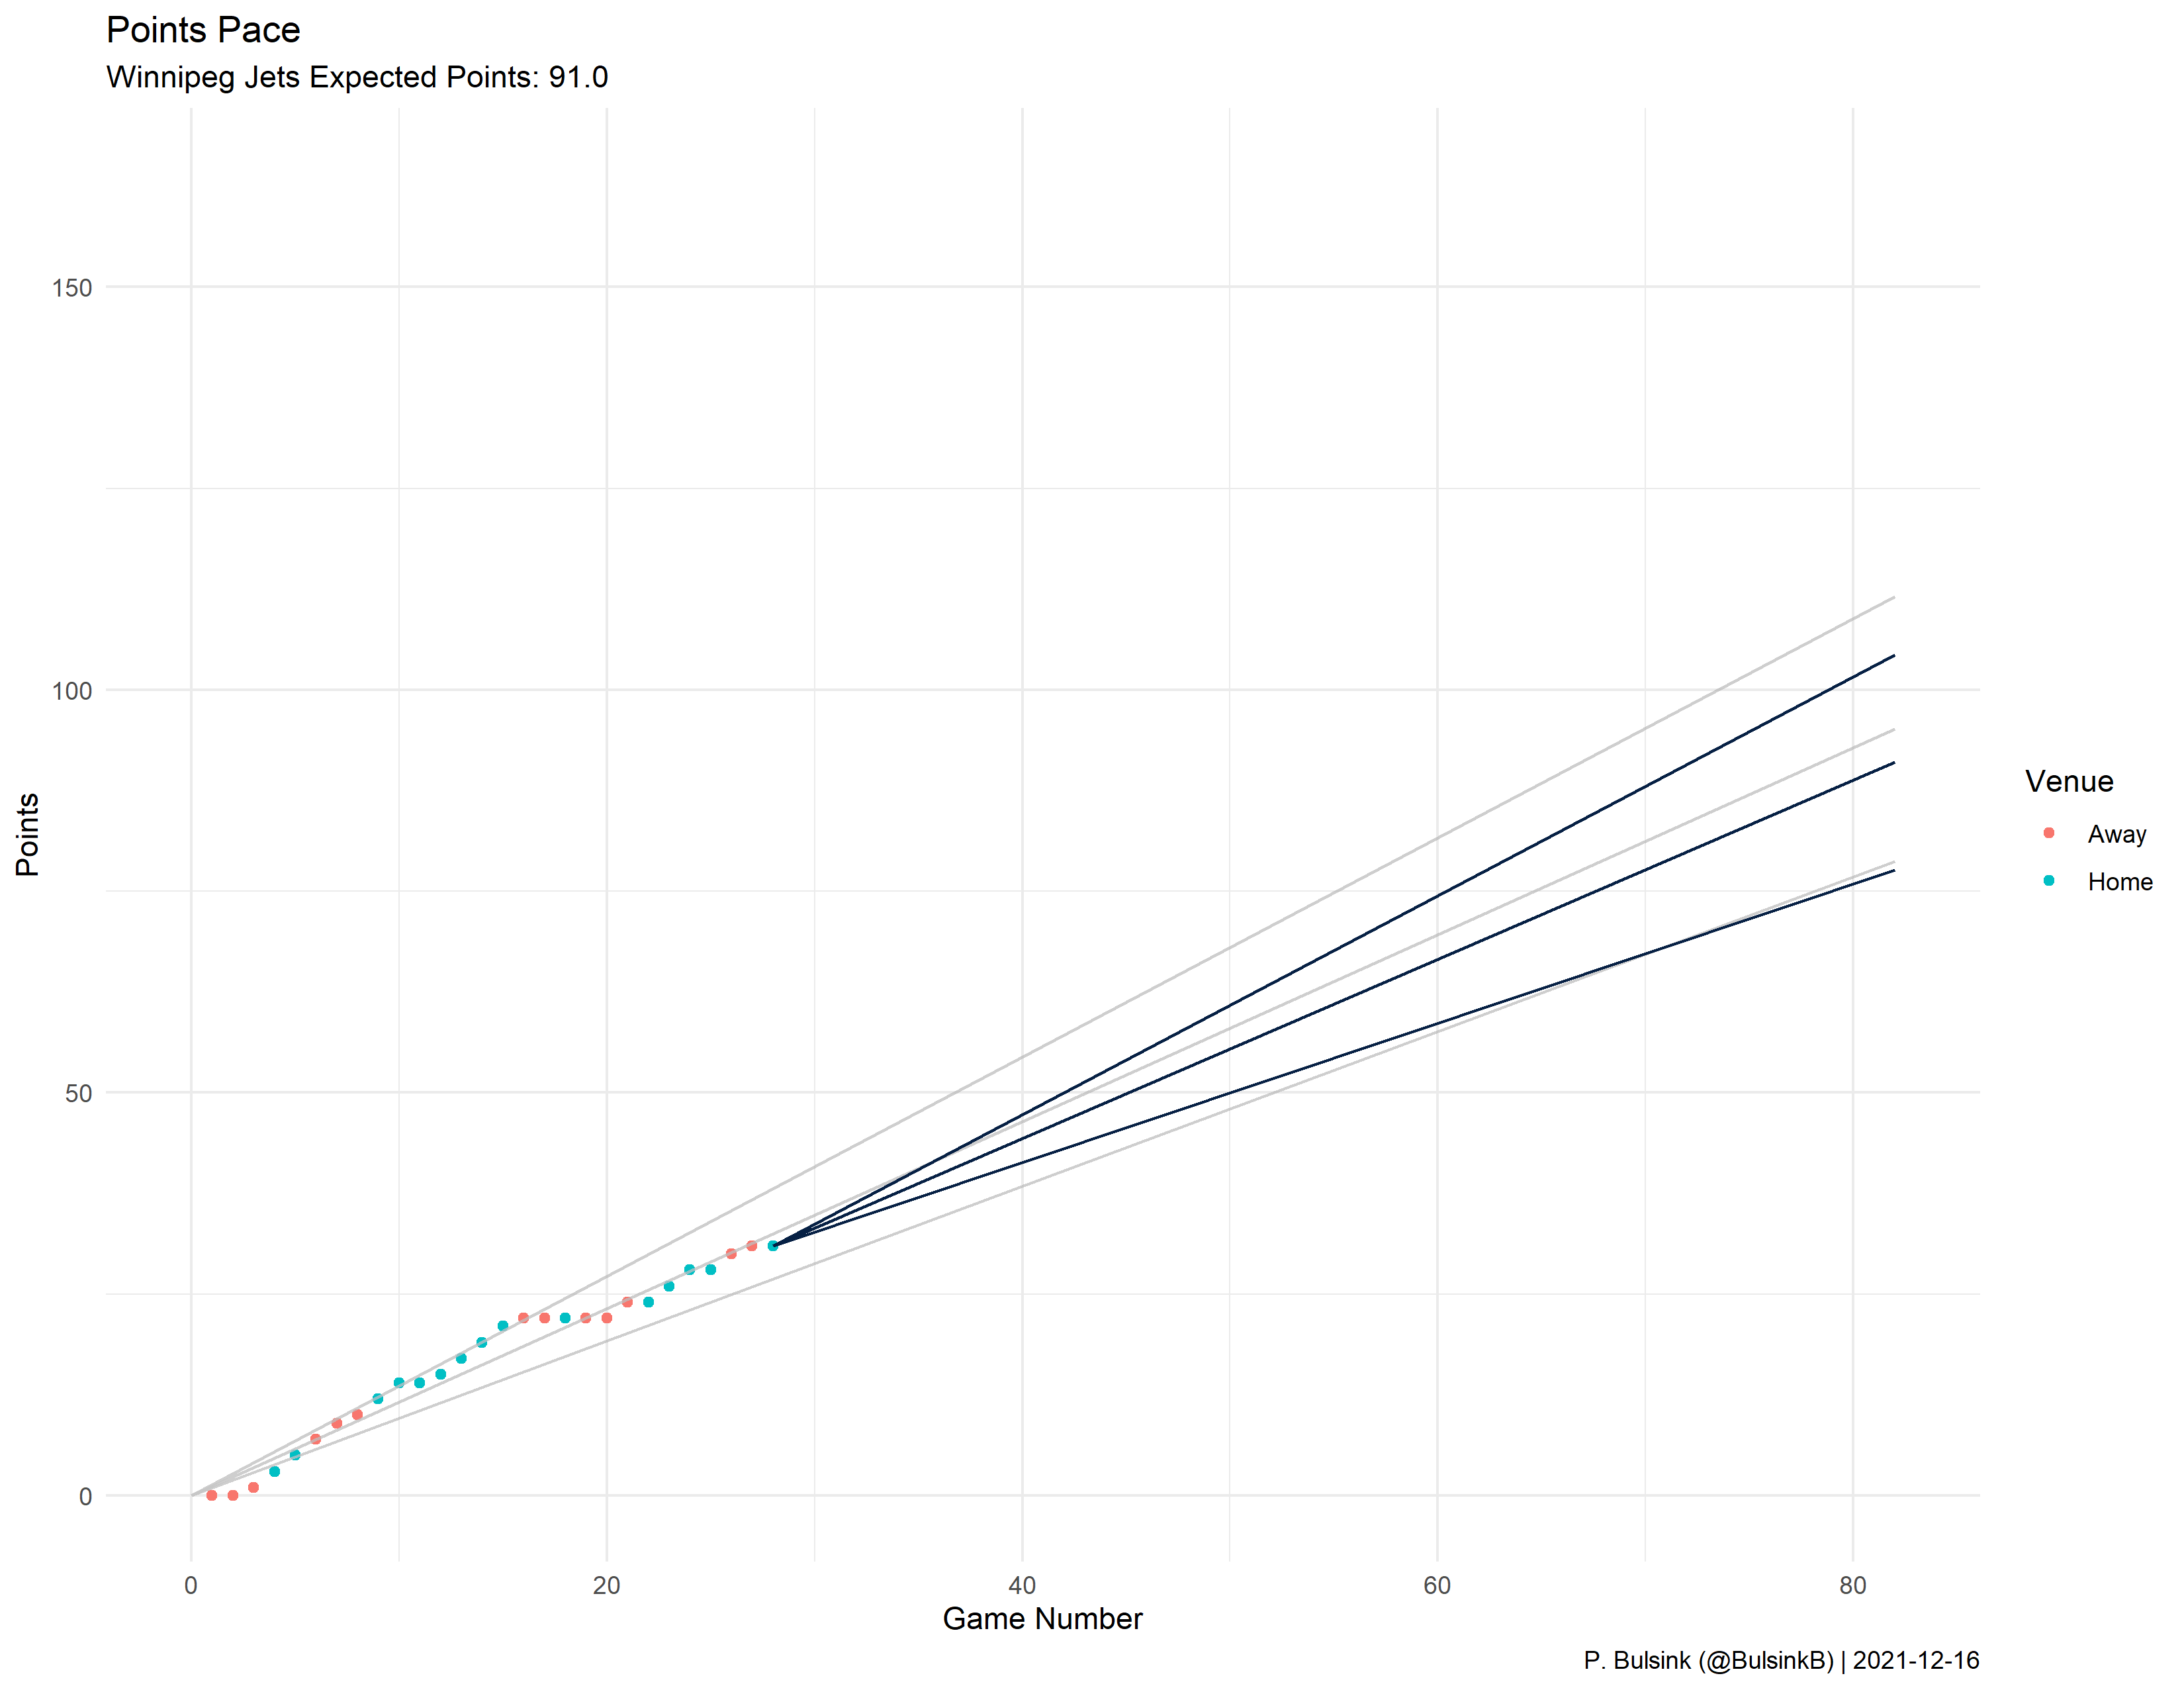 Points Pace
Winnipeg Jets Expected Points: 91.0
150
100
50
0
Points
0 20 40 60 80
Game Number
Venue
Away
Home
P. Bulsink (@BulsinkB) | 2021-12-16